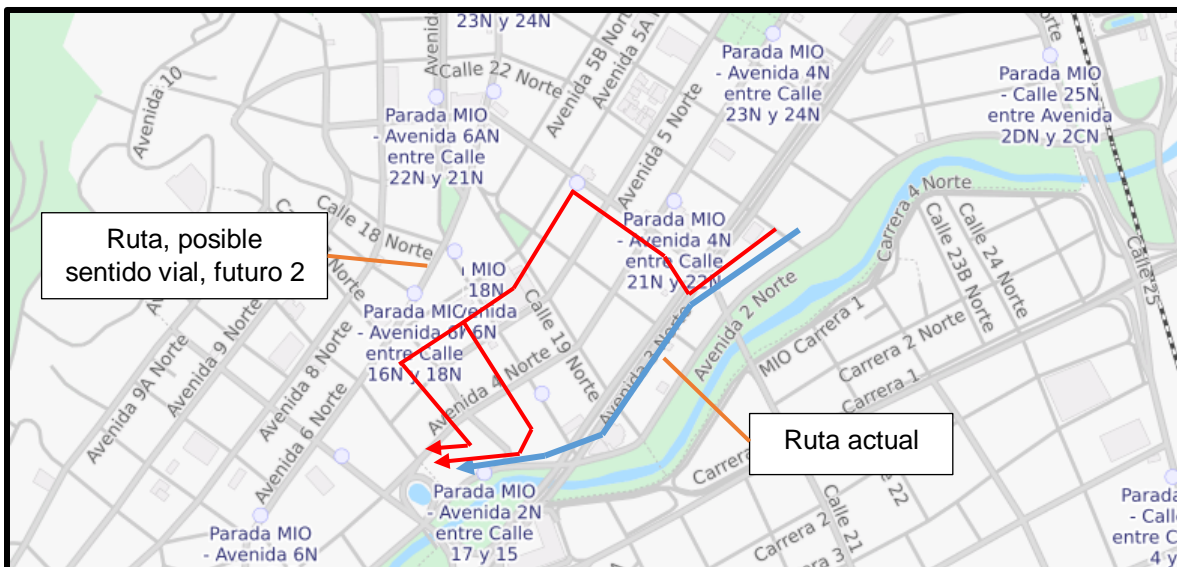 23N y 24N
Avenida
Avenida 5B Norte
Avenida 5A
Parada MIO
- Avenida 4N
entre Calle
23N y 24N
Parada MIO
- Calle 25N
entre Avenida
2DN y 2CN
Avenida 10
Calle 22 Norte
Parada MIO
- Avenida 6AN
entre Calle
22N y 21N
Avenida 5 Norte
Carrera 4 Norte
Calle 23B Norte
Calle 24 Norte
Calle 25
Ruta, posible
sentido vial, futuro 2
Calle 18 Norte
Norte
Parada MIO
- Avenida 4N
entre Calle
21N y 22N
MIO
18N
Parada MIO
- Avenida 6N
entre Calle
16N y 18N
Calle 19 Norte
Avenida 3 Norte
Avenida 2 Norte
MIO Carrera 1
Carrera 2 Norte
Carrera 1
Avenida 9A Norte
Avenida 9 Norte
Avenida 8 Norte
Avenida 6 Norte
Avenida 4 Norte
Ruta actual
Carrera
22
Calle 21
Carrera 2
Carrera 3
Parada MIO
- Avenida 2N
entre Calle
17 y 15
Parada MIO
- Avenida 6N
Parada
- Calle
entre C
4 y